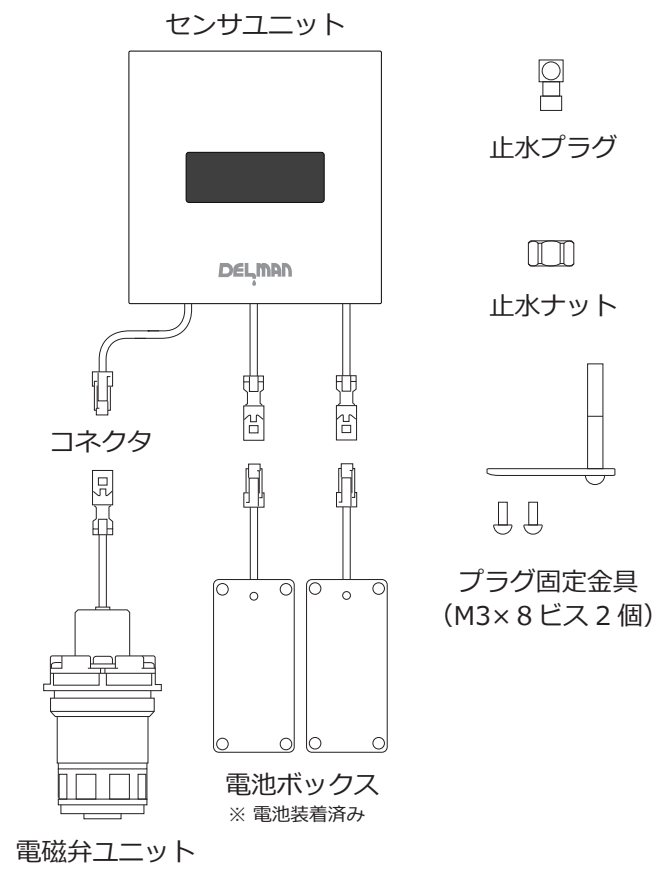 センサユニット
DELMAN
止水プラグ
止水ナット
コネクタ
プラグ固定金具
（M3×８ビス２個）
電池ボックス
※ 電池装着済み
電磁弁ユニット